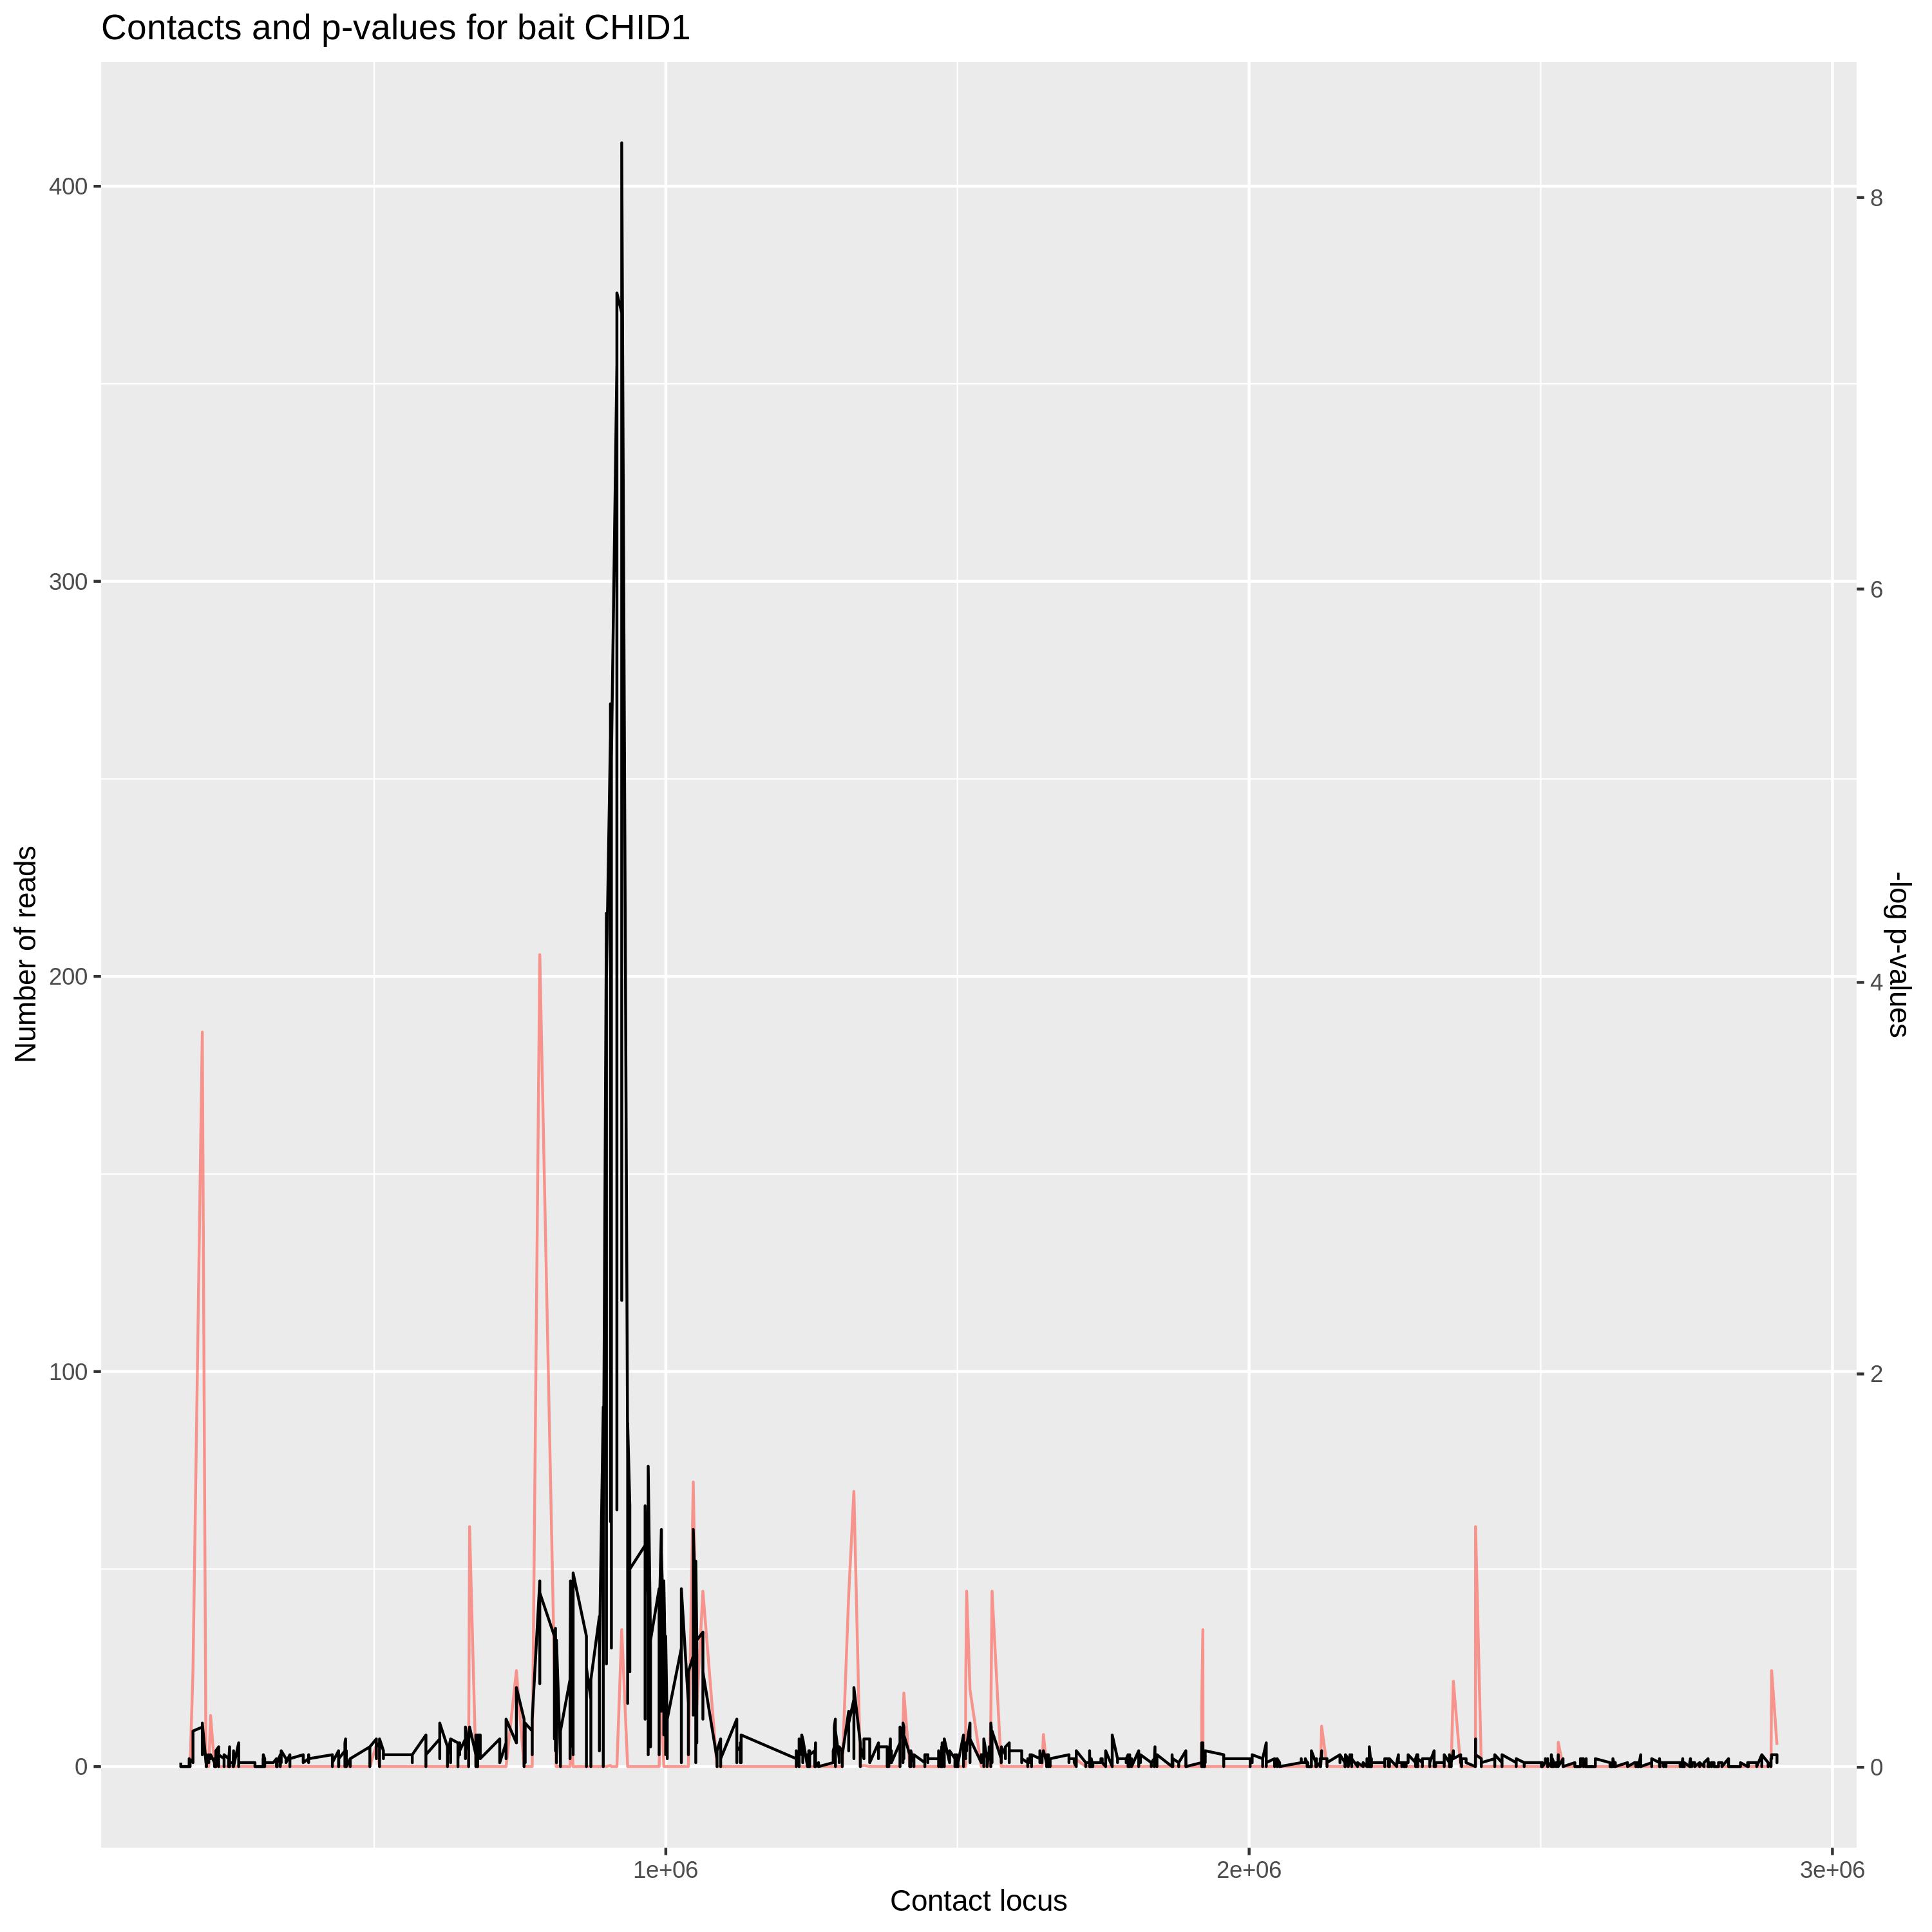 Contacts and p-values for bait CHID1
400
300
200
100
0
Number of reads
8
6
4
2
0
-log p-values
1e+06
2e+06
3e+06
Contact locus